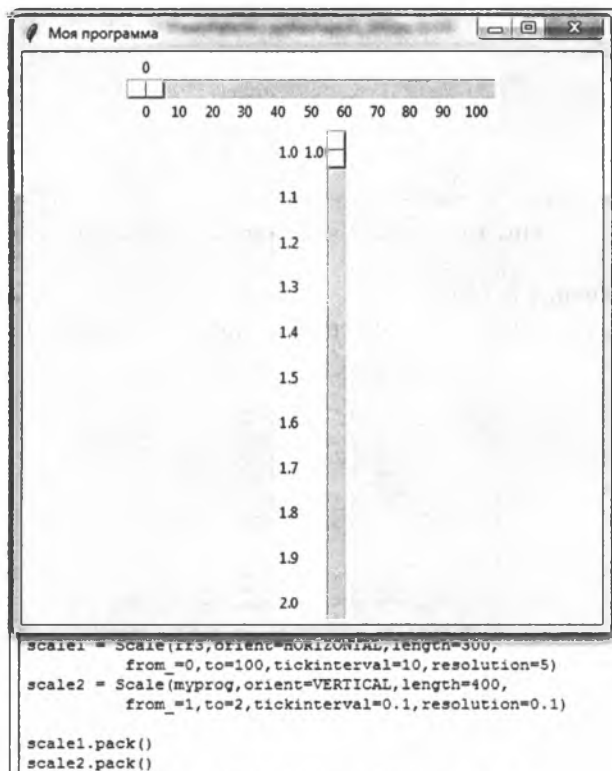 Моя программа
0
0 10 20 30 40 50 60 70 80 90 100
1.0 1.0
1.1
1.2
1.3
1.4
1.5
1.6
1.7
1.8
1.9
2.0
scale1 = Scale(fr3,orient=HORIZONTAL,length=300,
from_=0,to=100,tickinterval=10,resolution=5)
scale2 = Scale(myprog,orient=VERTICAL,length=400,
from_=1,to=2,tickinterval=0.1,resolution=0.1)
scale1.pack()
scale2.pack()